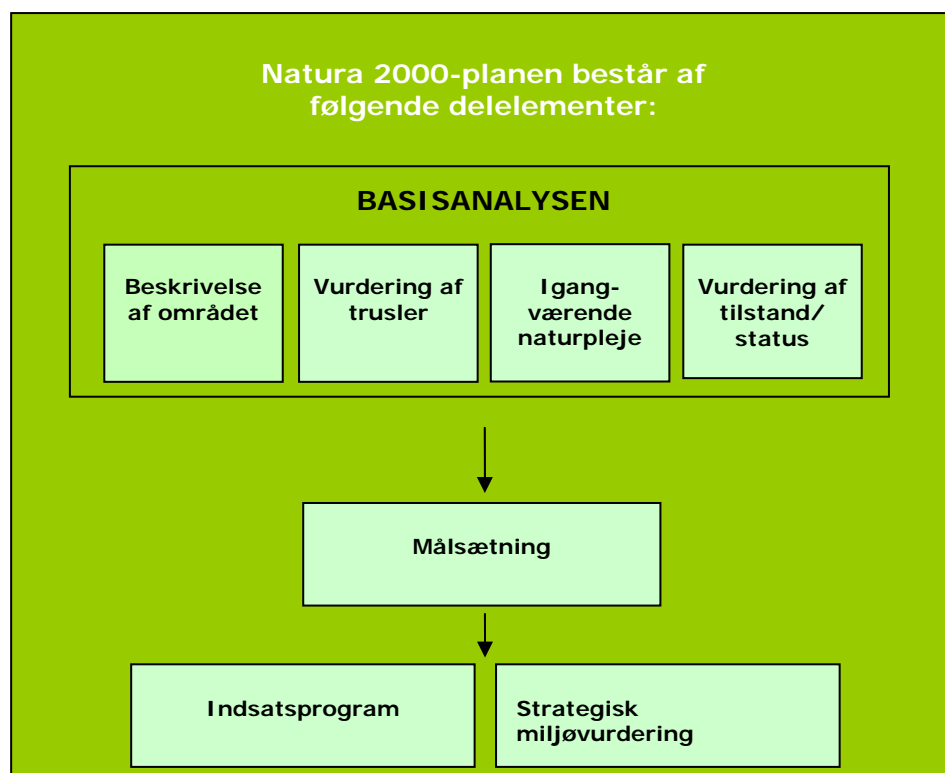 Natura 2000-planen består af
følgende delelementer:
BASISANALYSEN
Beskrivelse
af området
Vurdering af
trusler
Igang-
værende
naturpleje
Vurdering af
tilstand/
status
Målsætning
Indsatsprogram
Strategisk
miljøvurdering